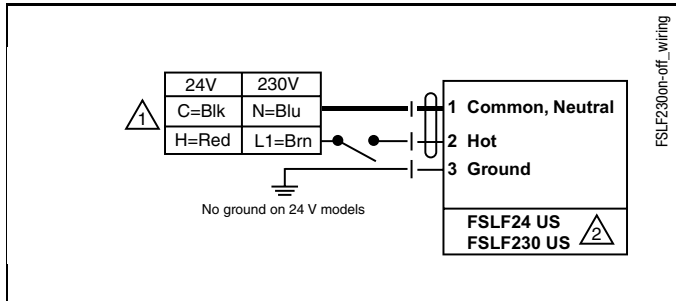 24V 230V
C=Blk N=Blu
H=Red L1=Brn
1
1 Common, Neutral
2 Hot
3 Ground
No ground on 24 V models
FSLF24 US
FSLF230 US
2
FSLF230on-off_wiring